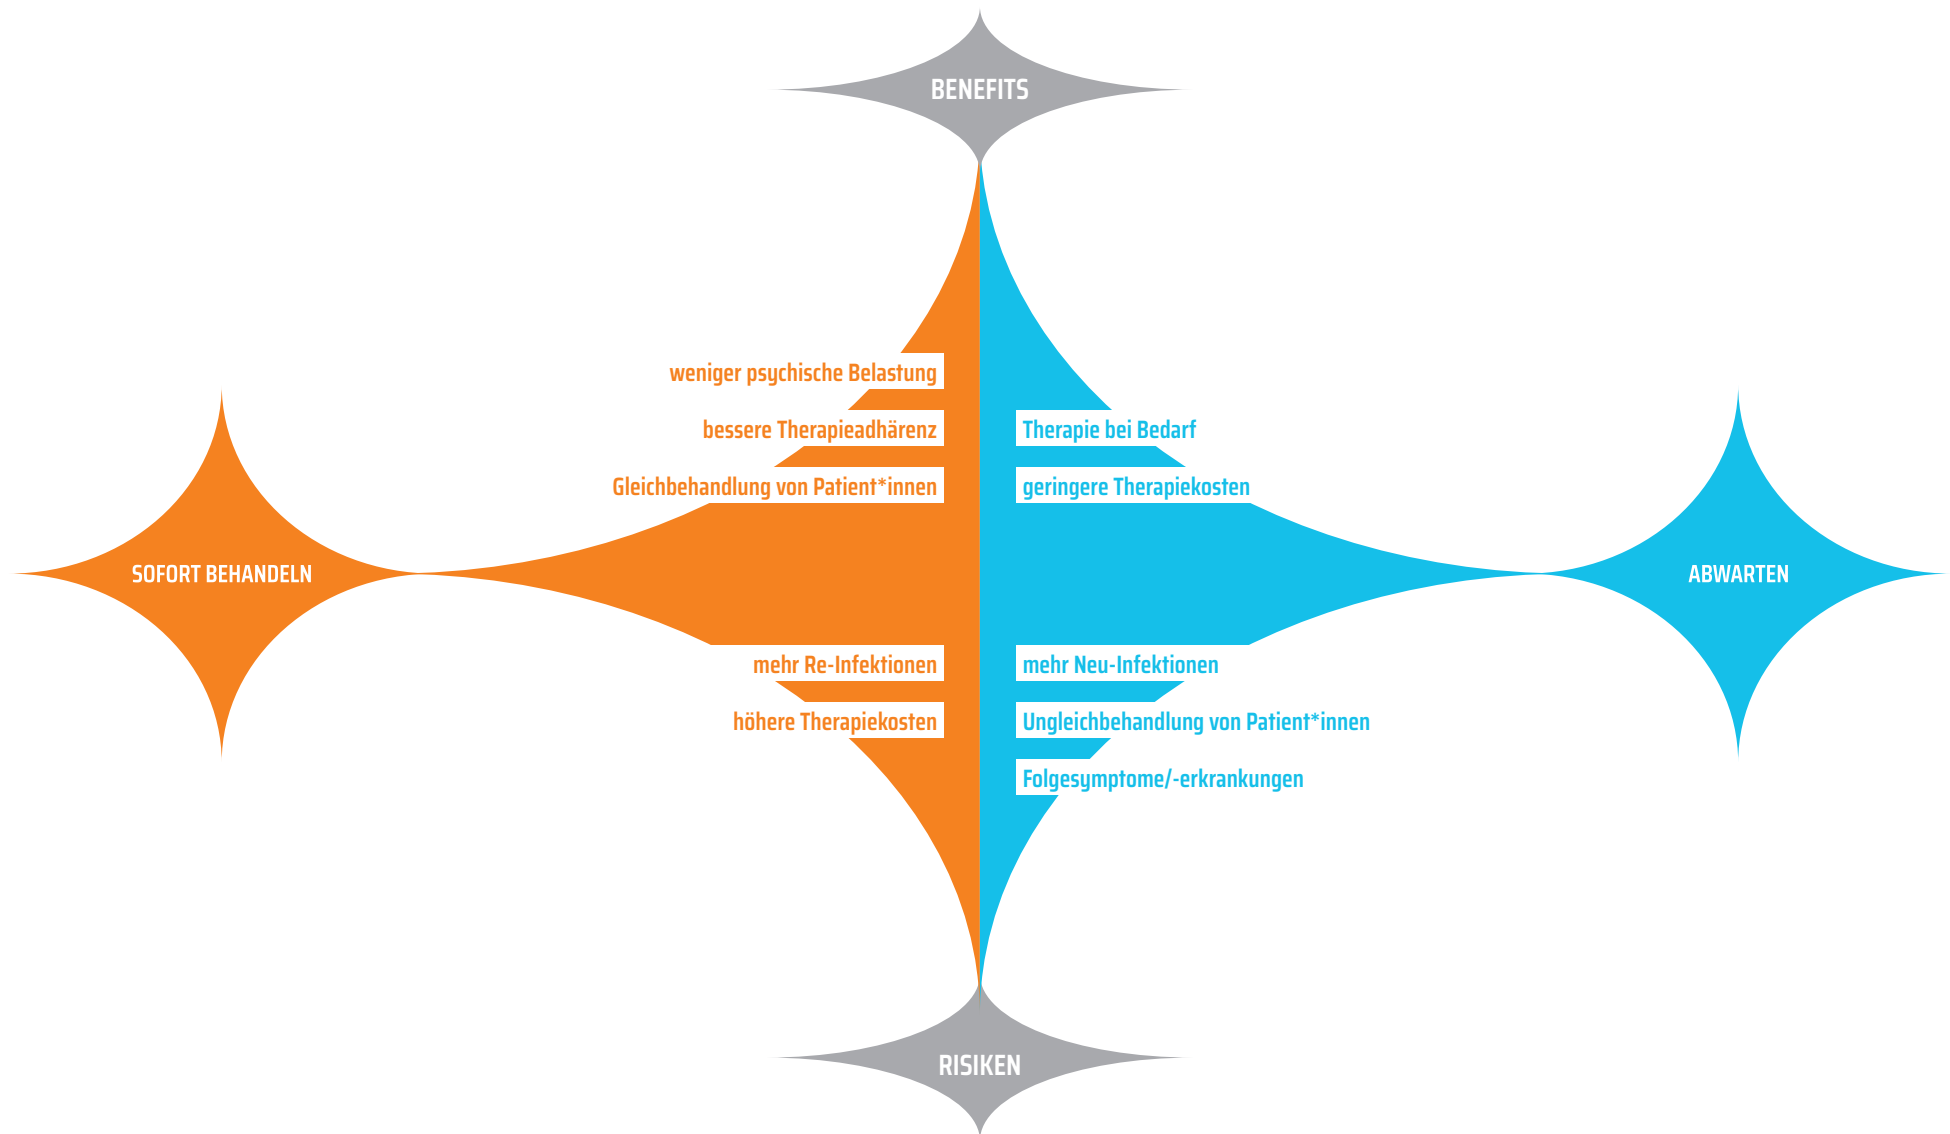 BENEFITS
weniger psychische Belastung
bessere Therapieadhärenz
Gleichbehandlung von Patient*innen
Therapie bei Bedarf
geringere Therapiekosten
SOFORT BEHANDELN
ABWARTEN
mehr Re-Infektionen
höhere Therapiekosten
mehr Neu-Infektionen
Ungleichbehandlung von Patient*innen
Folgesymptome/-erkrankungen
RISIKEN